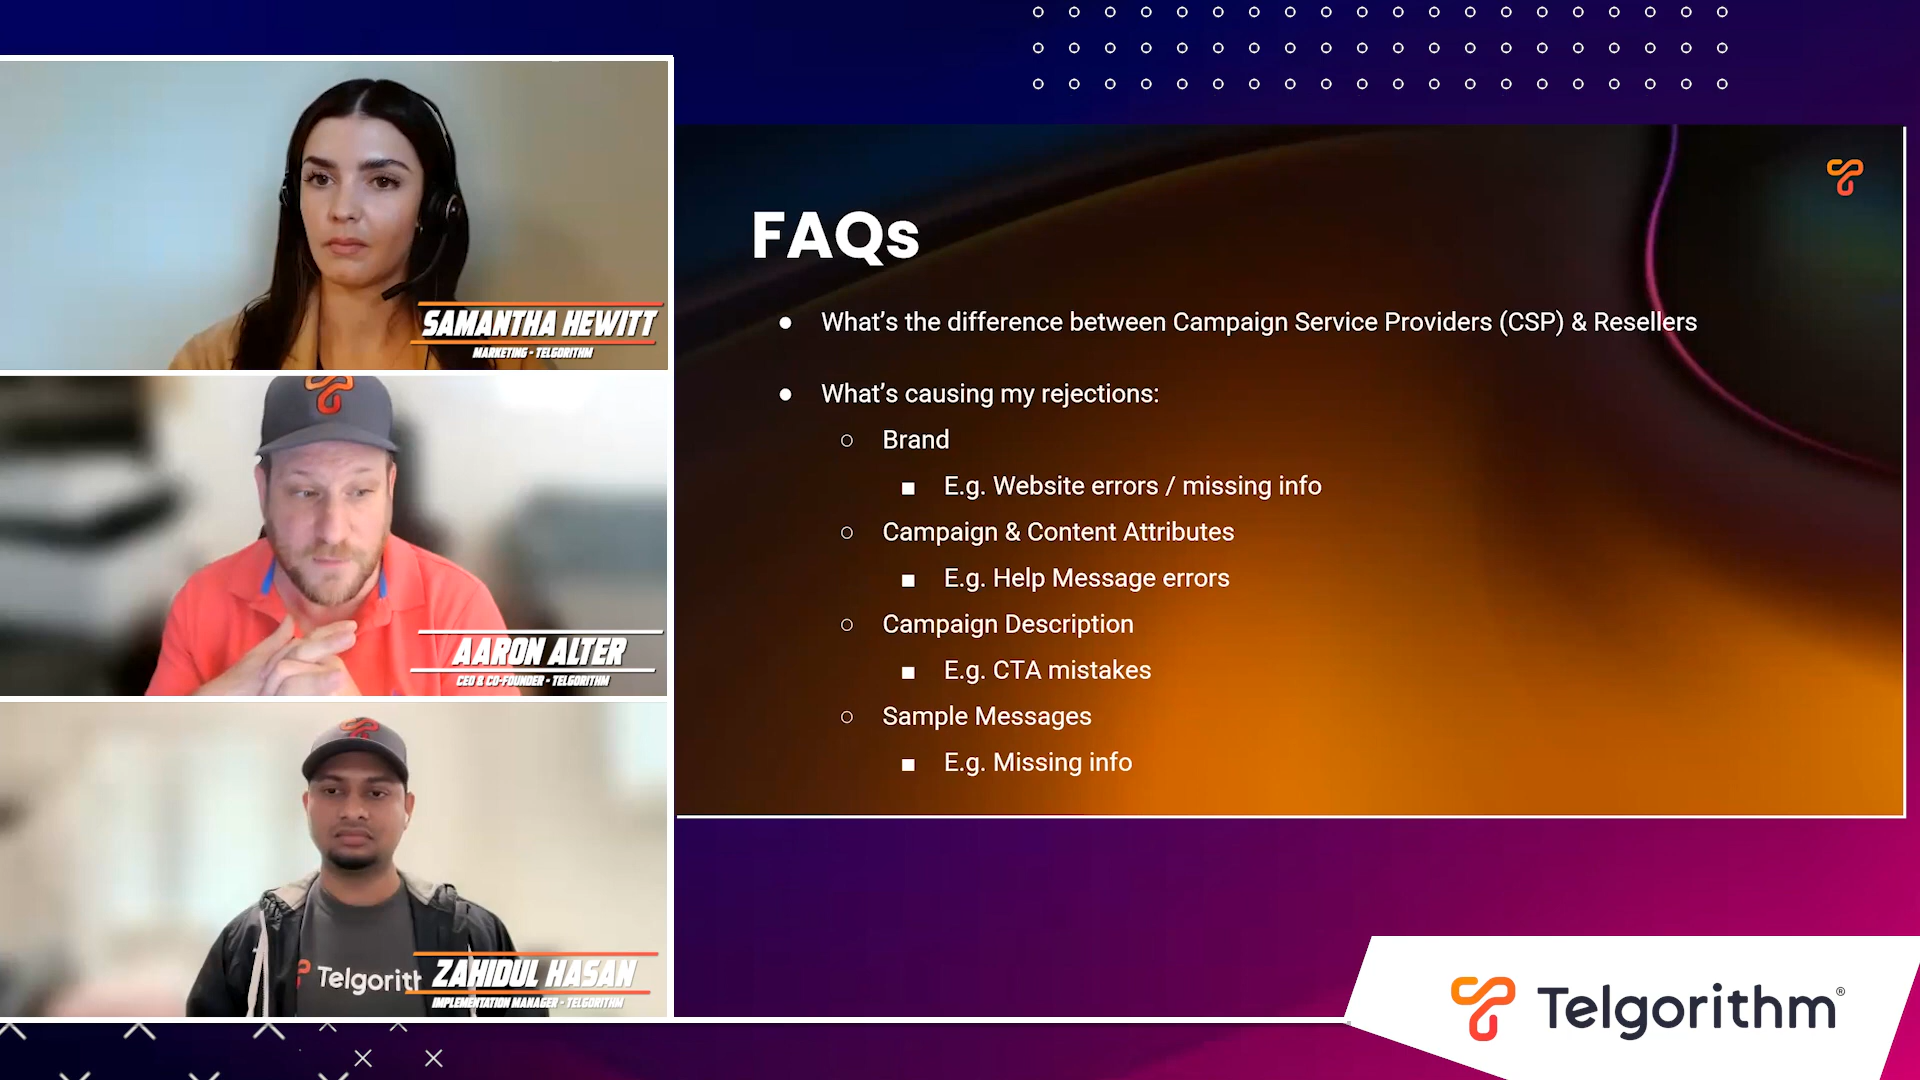 SAMANTHA HEWITT
MARKETING - TELGORITHM
AARON ALTER
CEO & CO-FOUNDER - TELGORITHM
Telgorith
ZAHIDUL HASAN
IMPLEMENTATION MANAGER - TELGORITHM
FAQs
● What’s the difference between Campaign Service Providers (CSP) & Resellers
● What’s causing my rejections:
○ Brand
■ E.g. Website errors / missing info
○ Campaign & Content Attributes
■ E.g. Help Message errors
○ Campaign Description
■ E.g. CTA mistakes
○ Sample Messages
■ E.g. Missing info
Telgorithm®